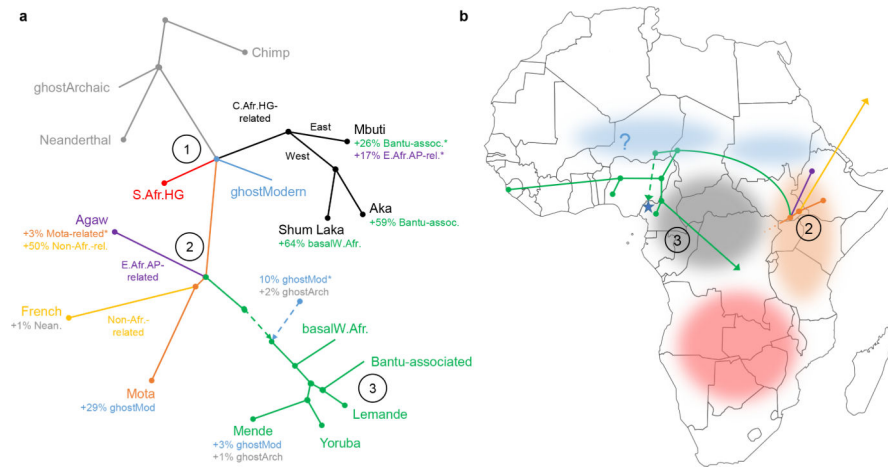 a
b
Chimp
ghostArchaic
C.Afr.HG-
related
East
Mbuti
+26% Bantu-assoc.*
+17% E.Afr.AP-rel.*
Neanderthal
West
1
S.Afr.HG
ghostModern
Aka
+59% Bantu-assoc.
Shum Laka
+64% basalW.Afr.
Agaw
+3% Mota-related*
+50% Non-Afr.-rel.
2
E.Afr.AP-
related
10% ghostMod*
+2% ghostArch
French
+1% Nean.
Non-Afr.-
related
basalW.Afr.
Bantu-associated
3
Mota
+29% ghostMod
Lemande
Mende
+3% ghostMod
+1% ghostArch
Yoruba
?
2
3